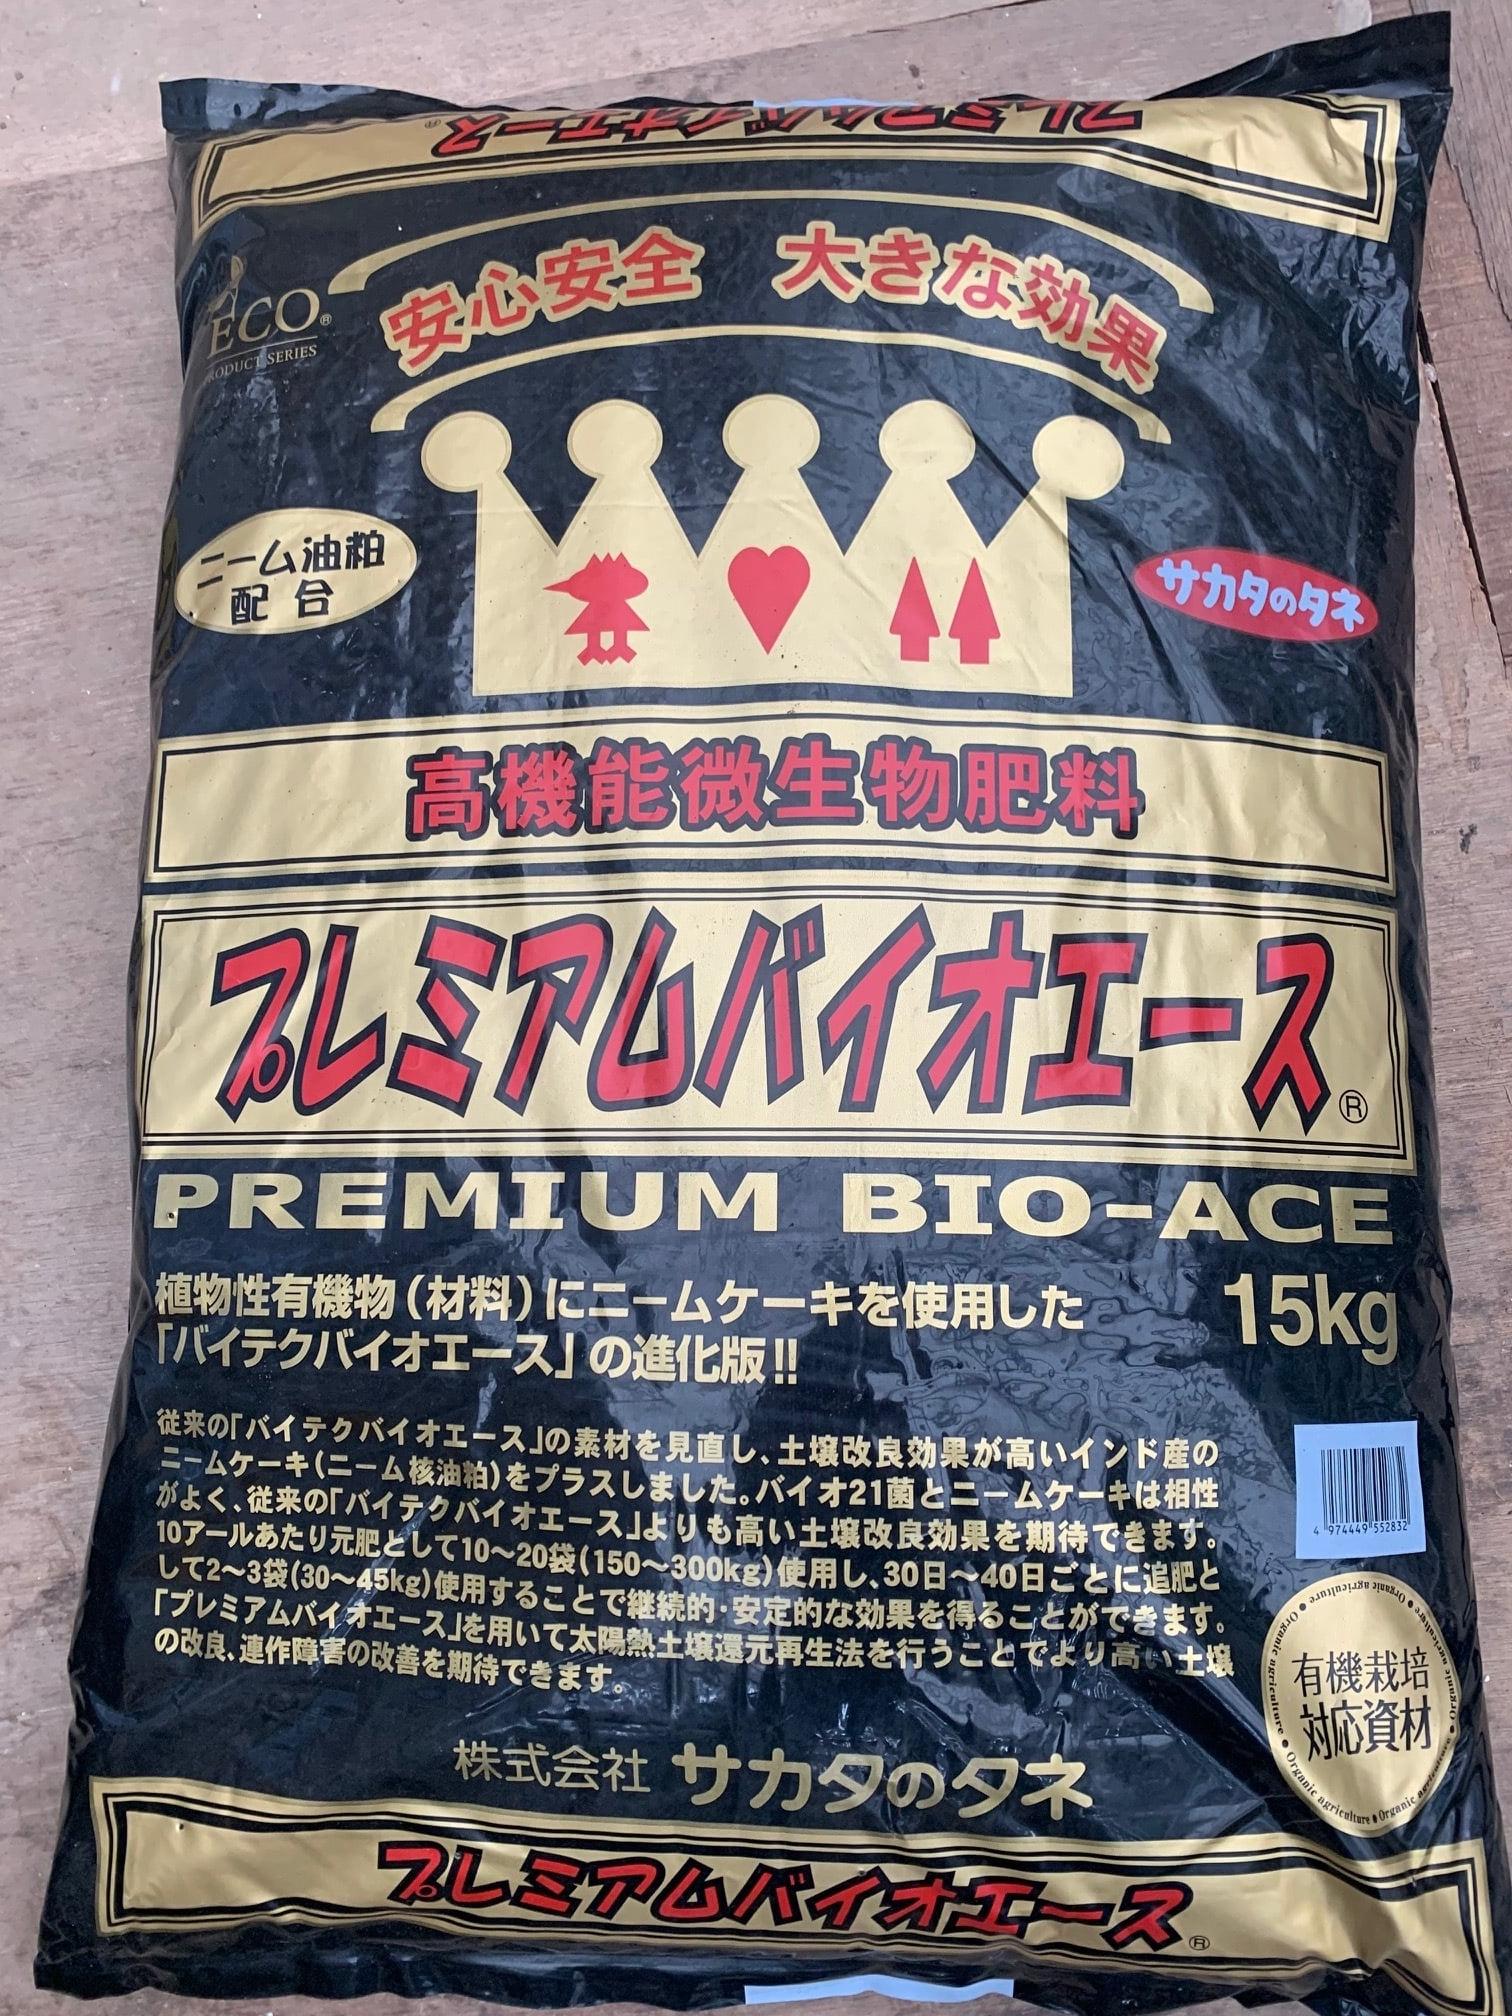 プレミアムバイオエース®
安心安全 大きな効果
ECO®
PRODUCT SERIES
ニーム油粕
配合
サカタのタネ
高機能微生物肥料
プレミアムバイオエース®
PREMIUM BIO-ACE
植物性有機物(材料)にニームケーキを使用した
「バイテクバイオエース」の進化版!!
15kg
従来の「バイテクバイオエース」の素材を見直し、土壌改良効果が高いインド産の
ニームケーキ(ニーム核油粕)をプラスしました。バイオ21菌とニームケーキは相性
がよく、従来の「バイテクバイオエース」よりも高い土壌改良効果を期待できます。
10アールあたり元肥として10〜20袋(150〜300kg)使用し、30日〜40日ごとに追肥と
して2〜3袋(30〜45kg)使用することで継続的・安定的な効果を得ることができます。
「プレミアムバイオエース」を用いて太陽熱土壌還元再生法を行うことでより高い土壌
の改良、連作障害の改善を期待できます。
4 974449 552832
有機栽培
対応資材
Organic agriculture ● Organic agriculture ● Organic agriculture ● Organic agriculture ●
株式会社 サカタのタネ
プレミアムバイオエース®